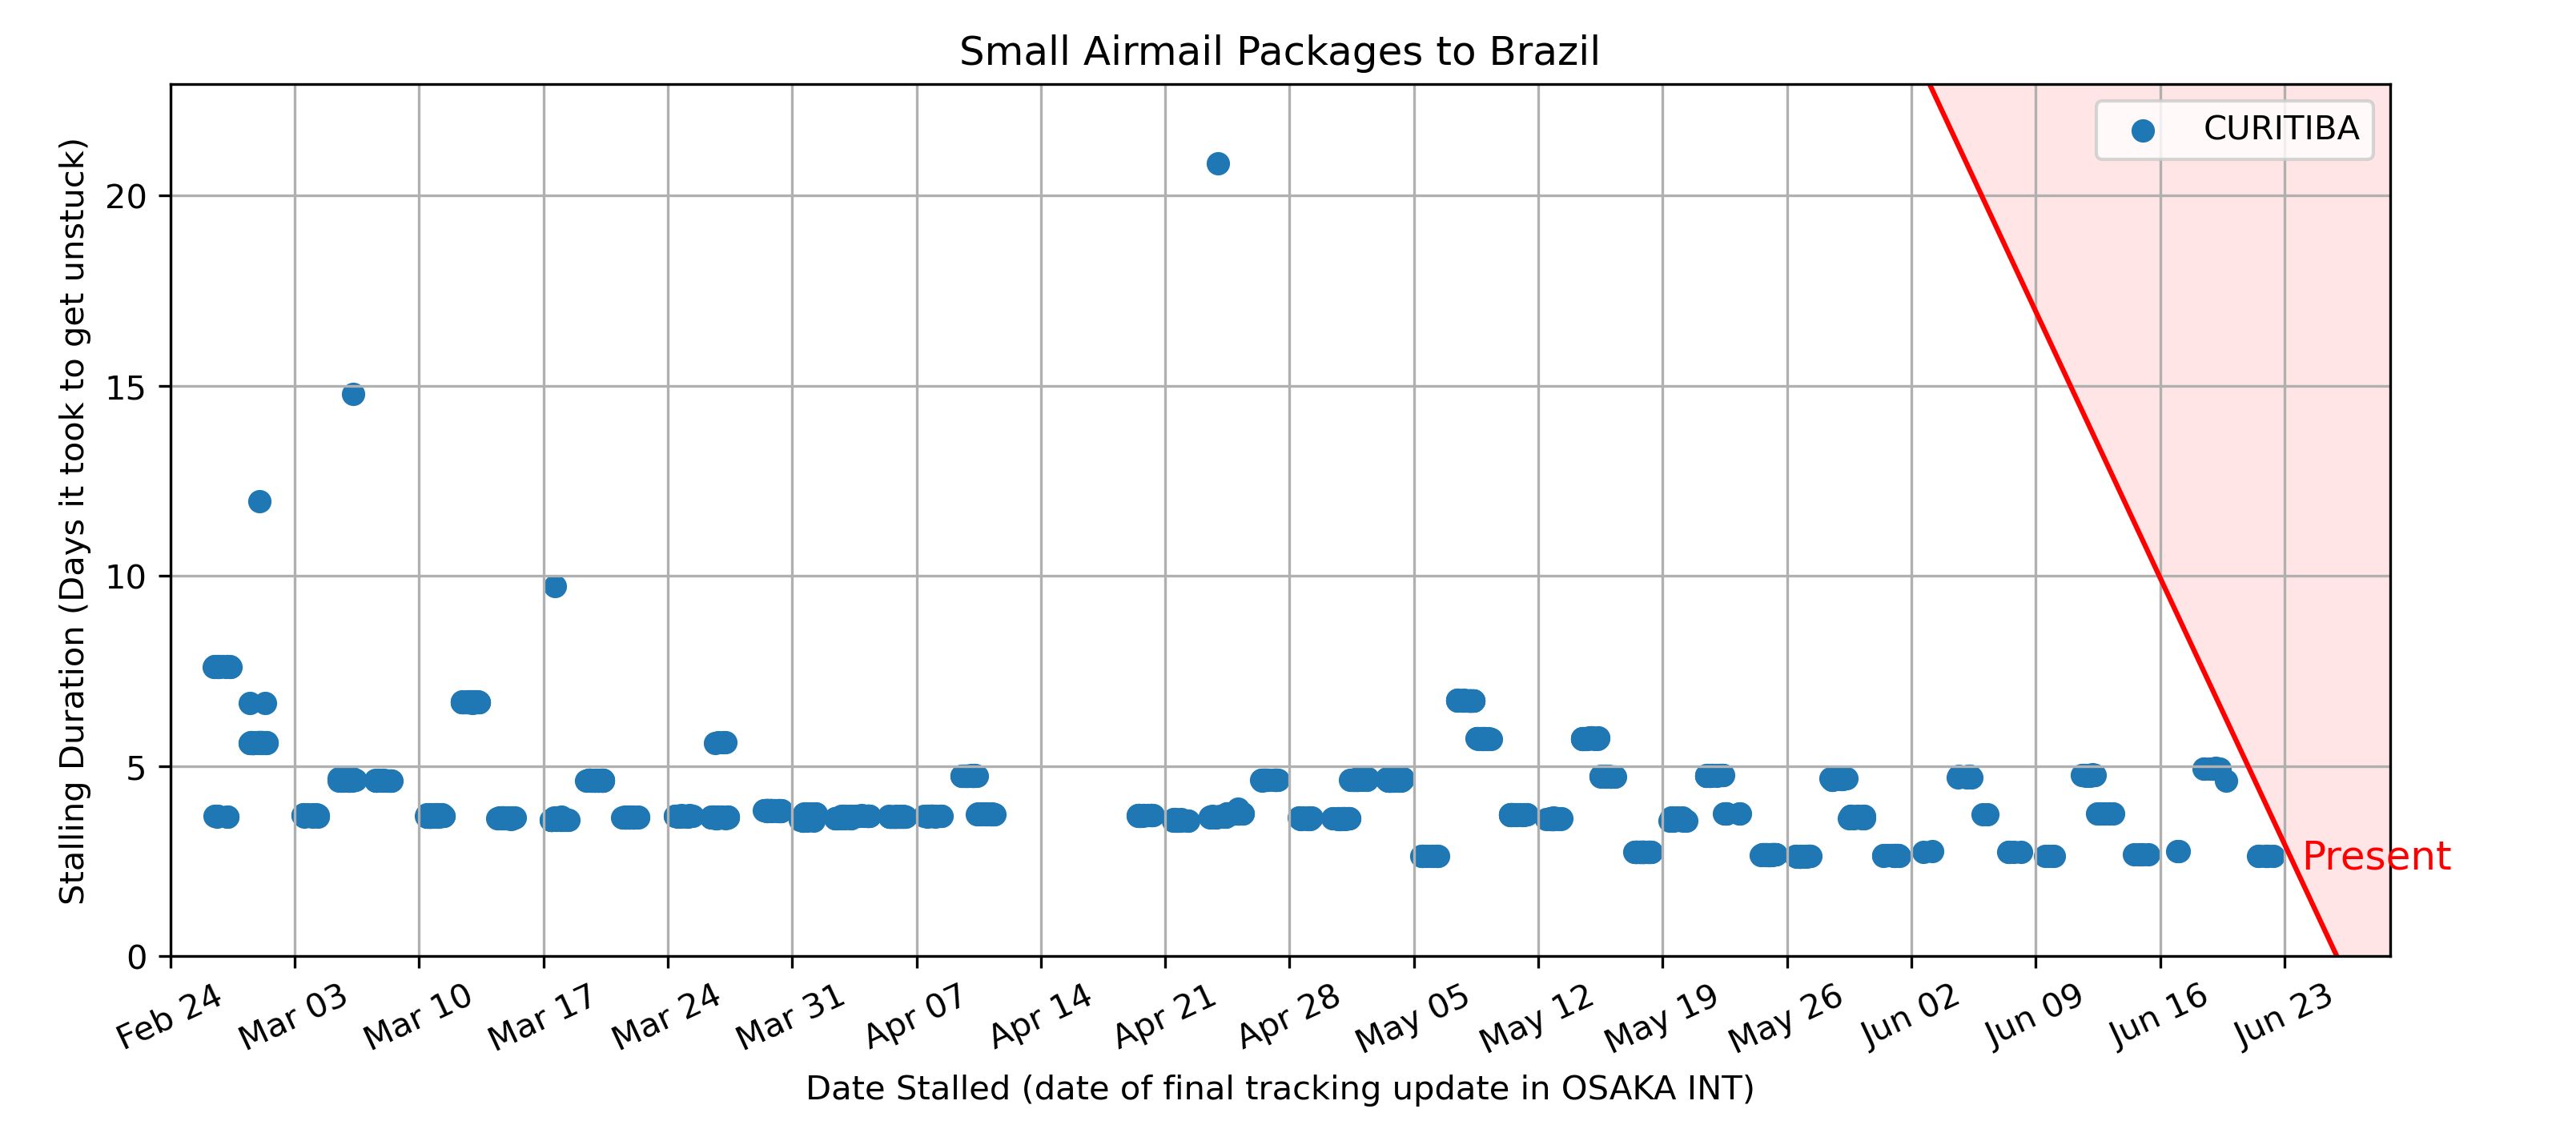 Small Airmail Packages to Brazil
CURITIBA
Stalling Duration (Days it took to get unstuck)
20
15
10
5
0
Present
Feb 24 Mar 03 Mar 10 Mar 17 Mar 24 Mar 31 Apr 07 Apr 14 Apr 21 Apr 28 May 05 May 12 May 19 May 26 Jun 02 Jun 09 Jun 16 Jun 23
Date Stalled (date of final tracking update in OSAKA INT)